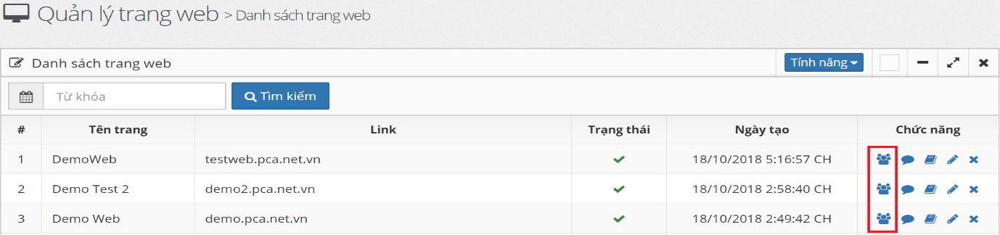 Quản lý trang web > Danh sách trang web
Danh sách trang web Tính năng
Từ khóa Tìm kiếm
# Tên trang Link Trạng thái Ngày tạo Chức năng
1 DemoWeb testweb.pca.net.vn 18/10/2018 5:16:57 CH
2 Demo Test 2 demo2.pca.net.vn 18/10/2018 2:58:40 CH
3 Demo Web demo.pca.net.vn 18/10/2018 2:49:42 CH